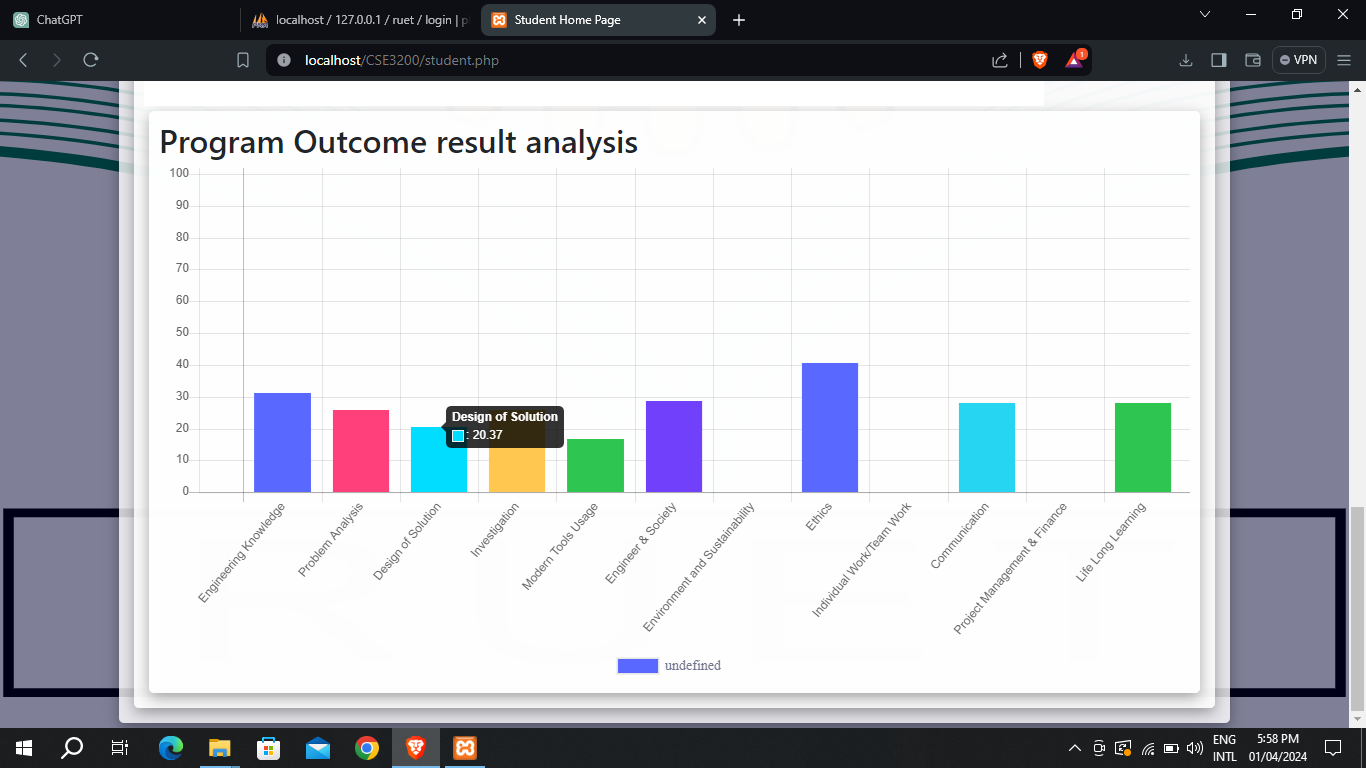 ChatGPT
localhost / 127.0.0.1 / ruet / login | p
Student Home Page
localhost/CSE3200/student.php
1
VPN
Program Outcome result analysis
100
90
80
70
60
50
40
30
20
10
0
Design of Solution
: 20.37
Engineering Knowledge
Problem Analysis
Design of Solution
Investigation
Modern Tools Usage
Engineer & Society
Environment and Sustainability
Ethics
Individual Work/Team Work
Communication
Project Management & Finance
Life Long Learning
undefined
ENG
INTL
5:58 PM
01/04/2024